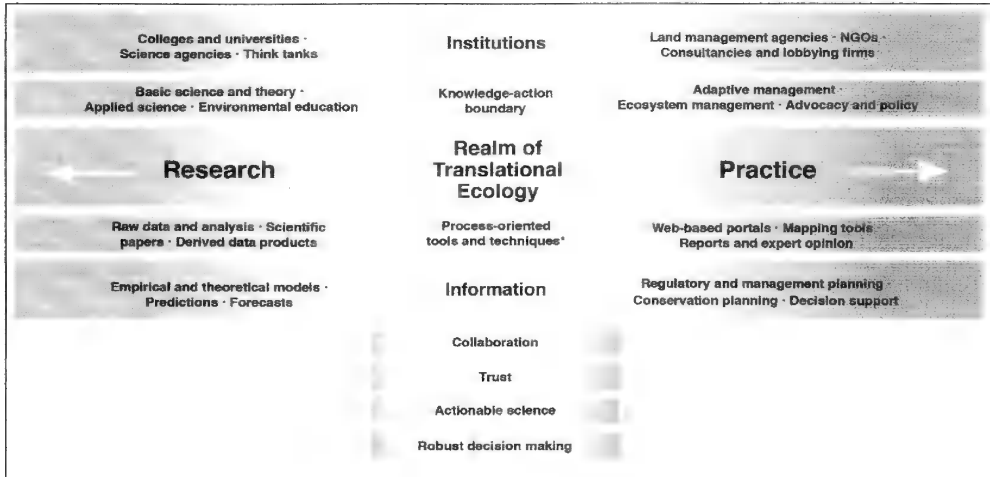 Colleges and universities ·
Science agencies · Think tanks
Institutions
Land management agencies · NGOs ·
Consultancies and lobbying firms
Basic science and theory ·
Applied science · Environmental education
Knowledge-action
boundary
Adaptive management ·
Ecosystem management · Advocacy and policy
Research
Realm of
Translational
Ecology
Practice
Raw data and analysis · Scientific
papers · Derived data products
Process-oriented
tools and techniques*
Web-based portals · Mapping tools
Reports and expert opinion
Empirical and theoretical models ·
Predictions · Forecasts
Information
Regulatory and management planning ·
Conservation planning · Decision support
Collaboration
Trust
Actionable science
Robust decision making